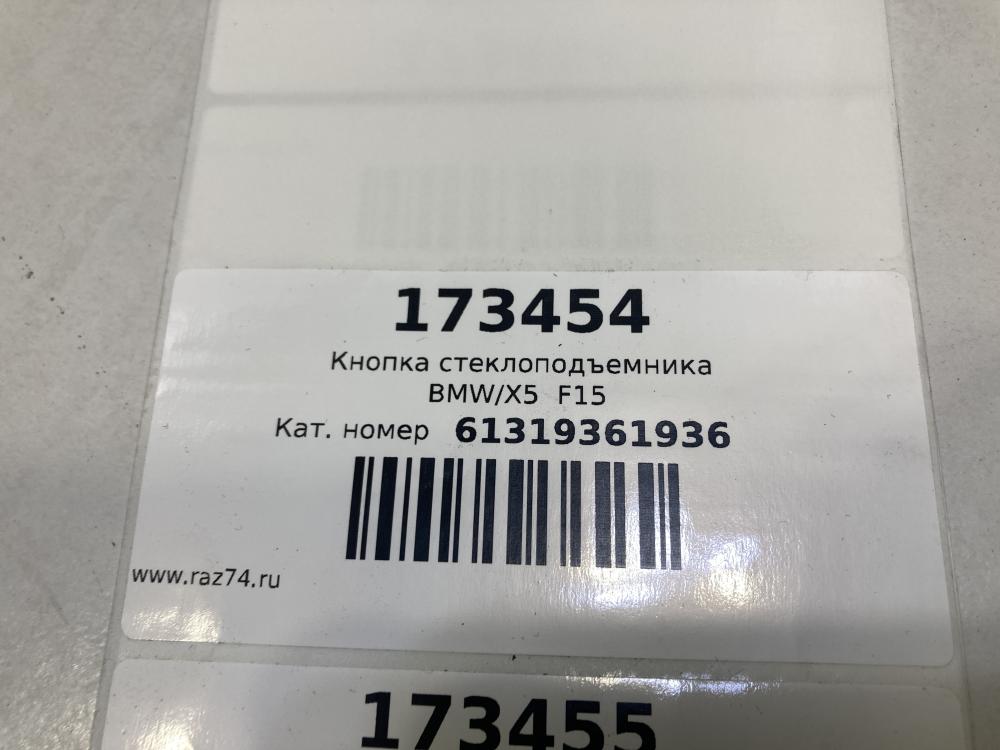 173454
Кнопка стеклоподъемника
BMW/X5 F15
Кат. номер 61319361936
www.raz74.ru
173455